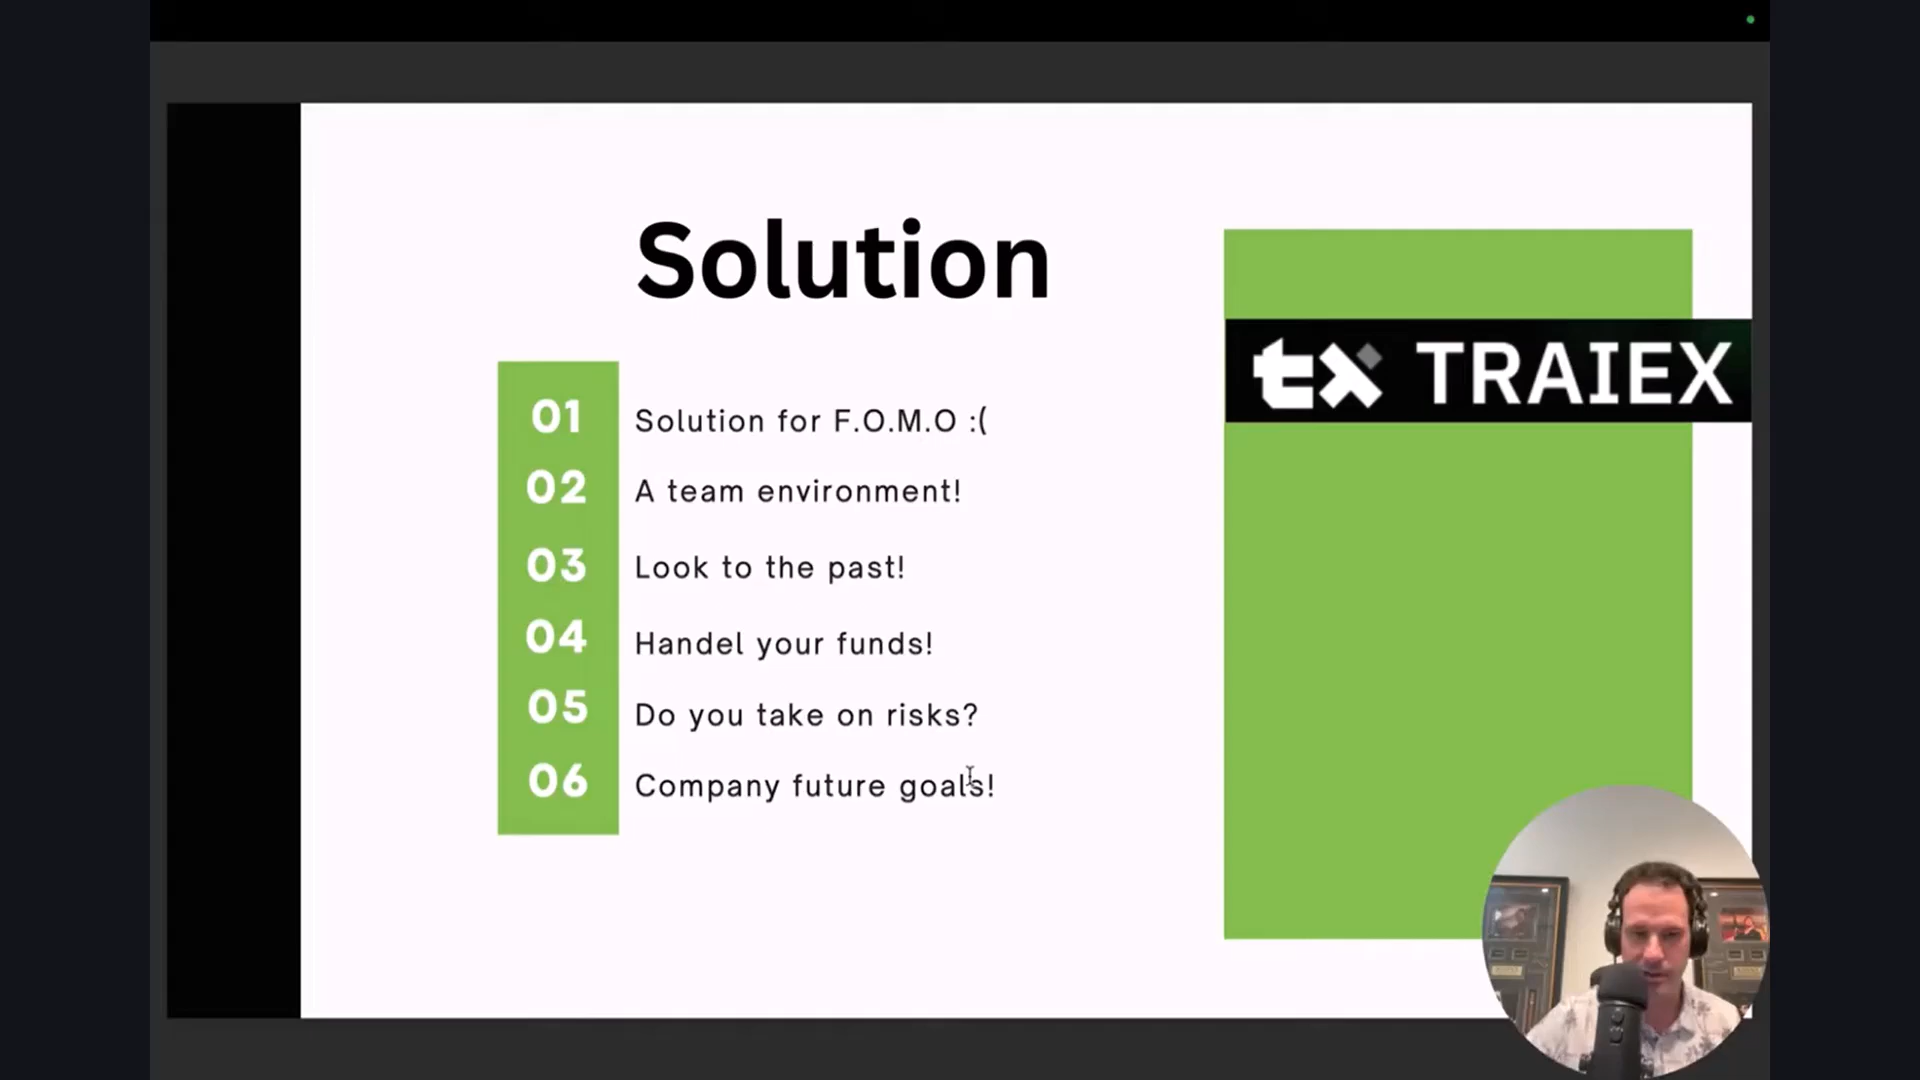 Solution
01 Solution for F.O.M.O :(
02 A team environment!
03 Look to the past!
04 Handel your funds!
05 Do you take on risks?
06 Company future goals!
tx TRAIEX